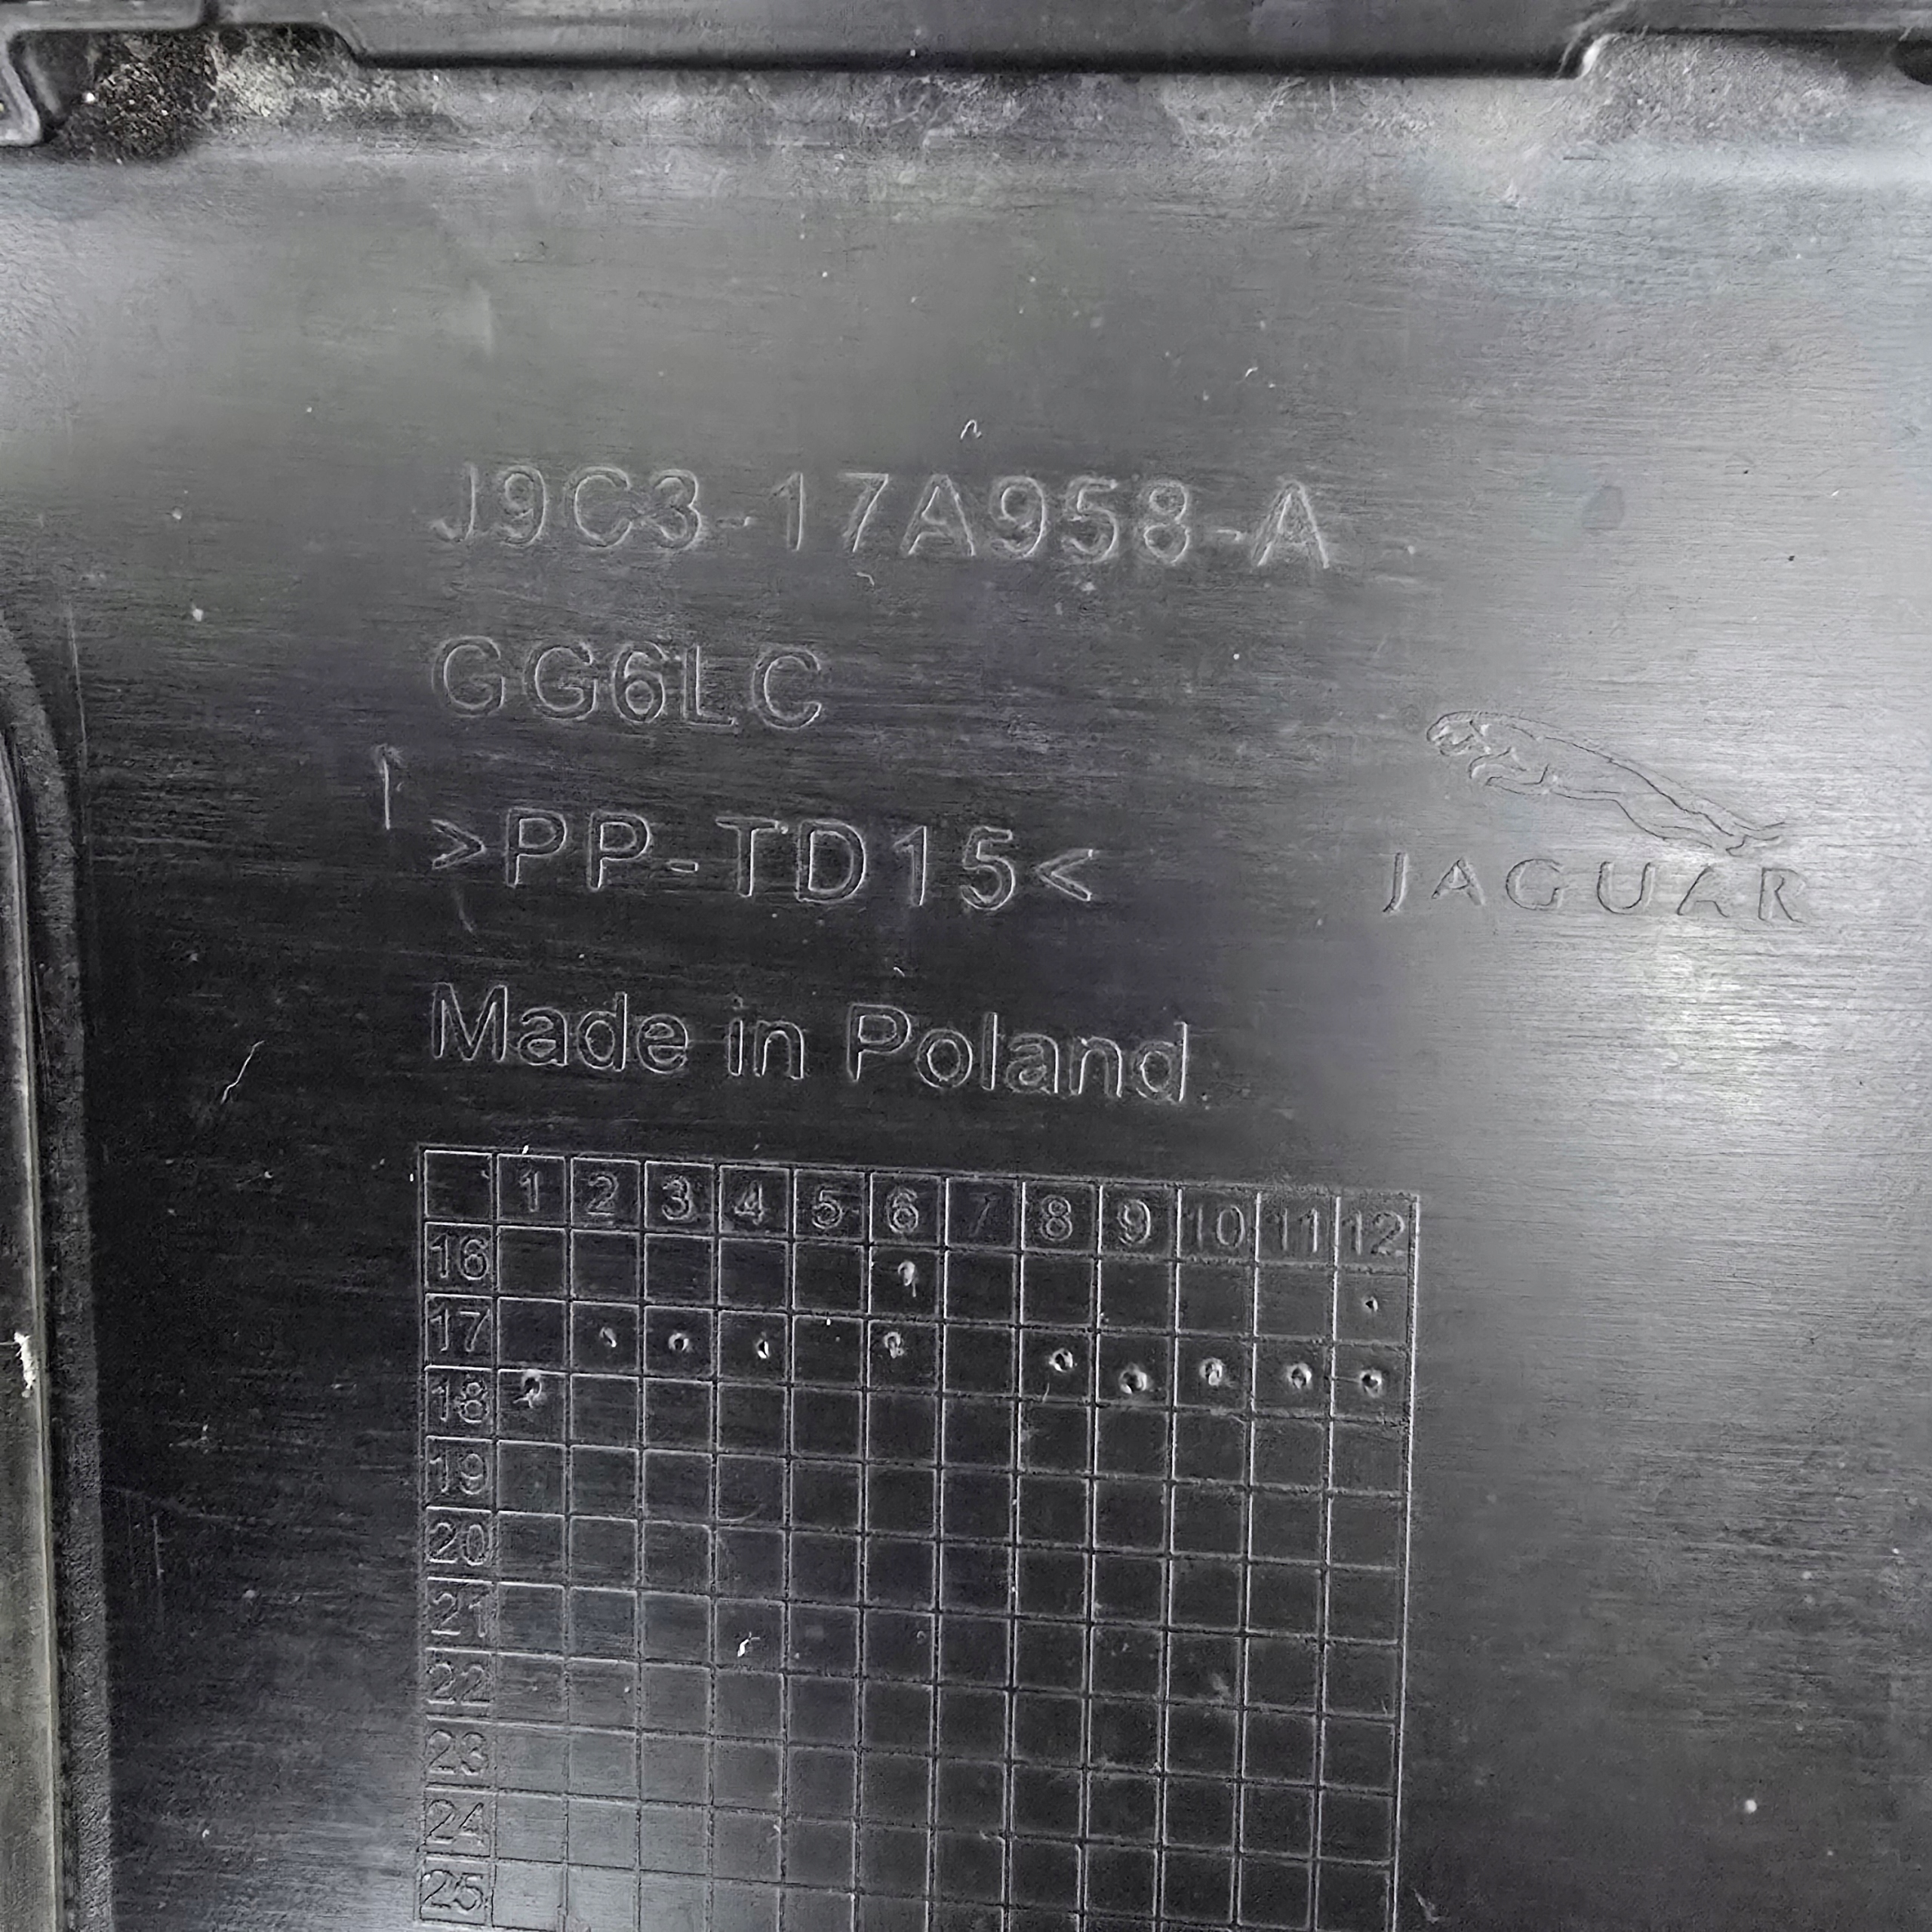 J9C3-17A958-A
GG6LC
>PP-TD15<
JAGUAR
Made in Poland
1 2 3 4 5 6 7 8 9 10 11 12
16
17
18
19
20
21
22
23
24
25